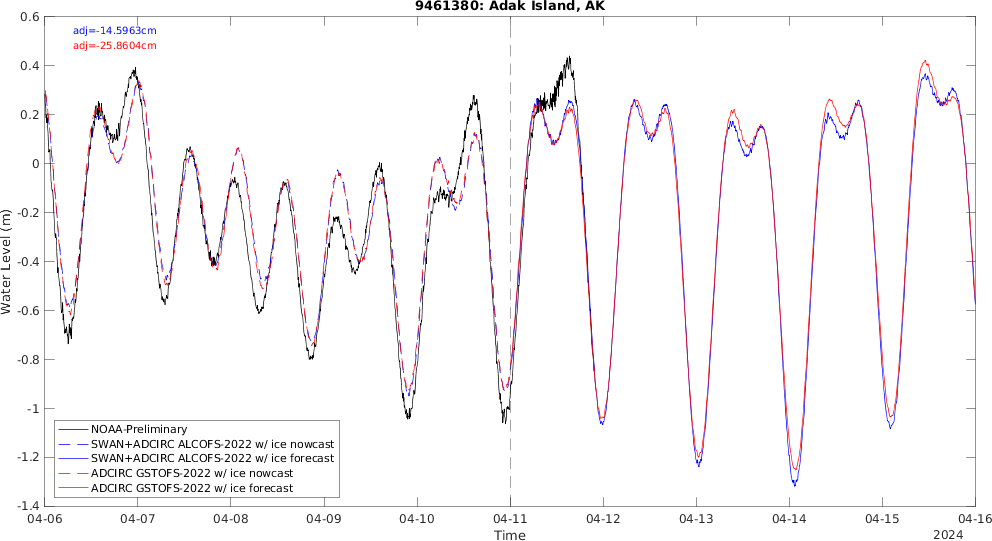 9461380: Adak Island, AK
adj=-14.5963cm
adj=-25.8604cm
0.6
0.4
0.2
0
-0.2
-0.4
-0.6
-0.8
-1
-1.2
-1.4
Water Level (m)
NOAA-Preliminary
SWAN+ADCIRC ALCOFS-2022 w/ ice nowcast
SWAN+ADCIRC ALCOFS-2022 w/ ice forecast
ADCIRC GSTOFS-2022 w/ ice nowcast
ADCIRC GSTOFS-2022 w/ ice forecast
04-06 04-07 04-08 04-09 04-10 04-11 04-12 04-13 04-14 04-15 04-16
Time
2024